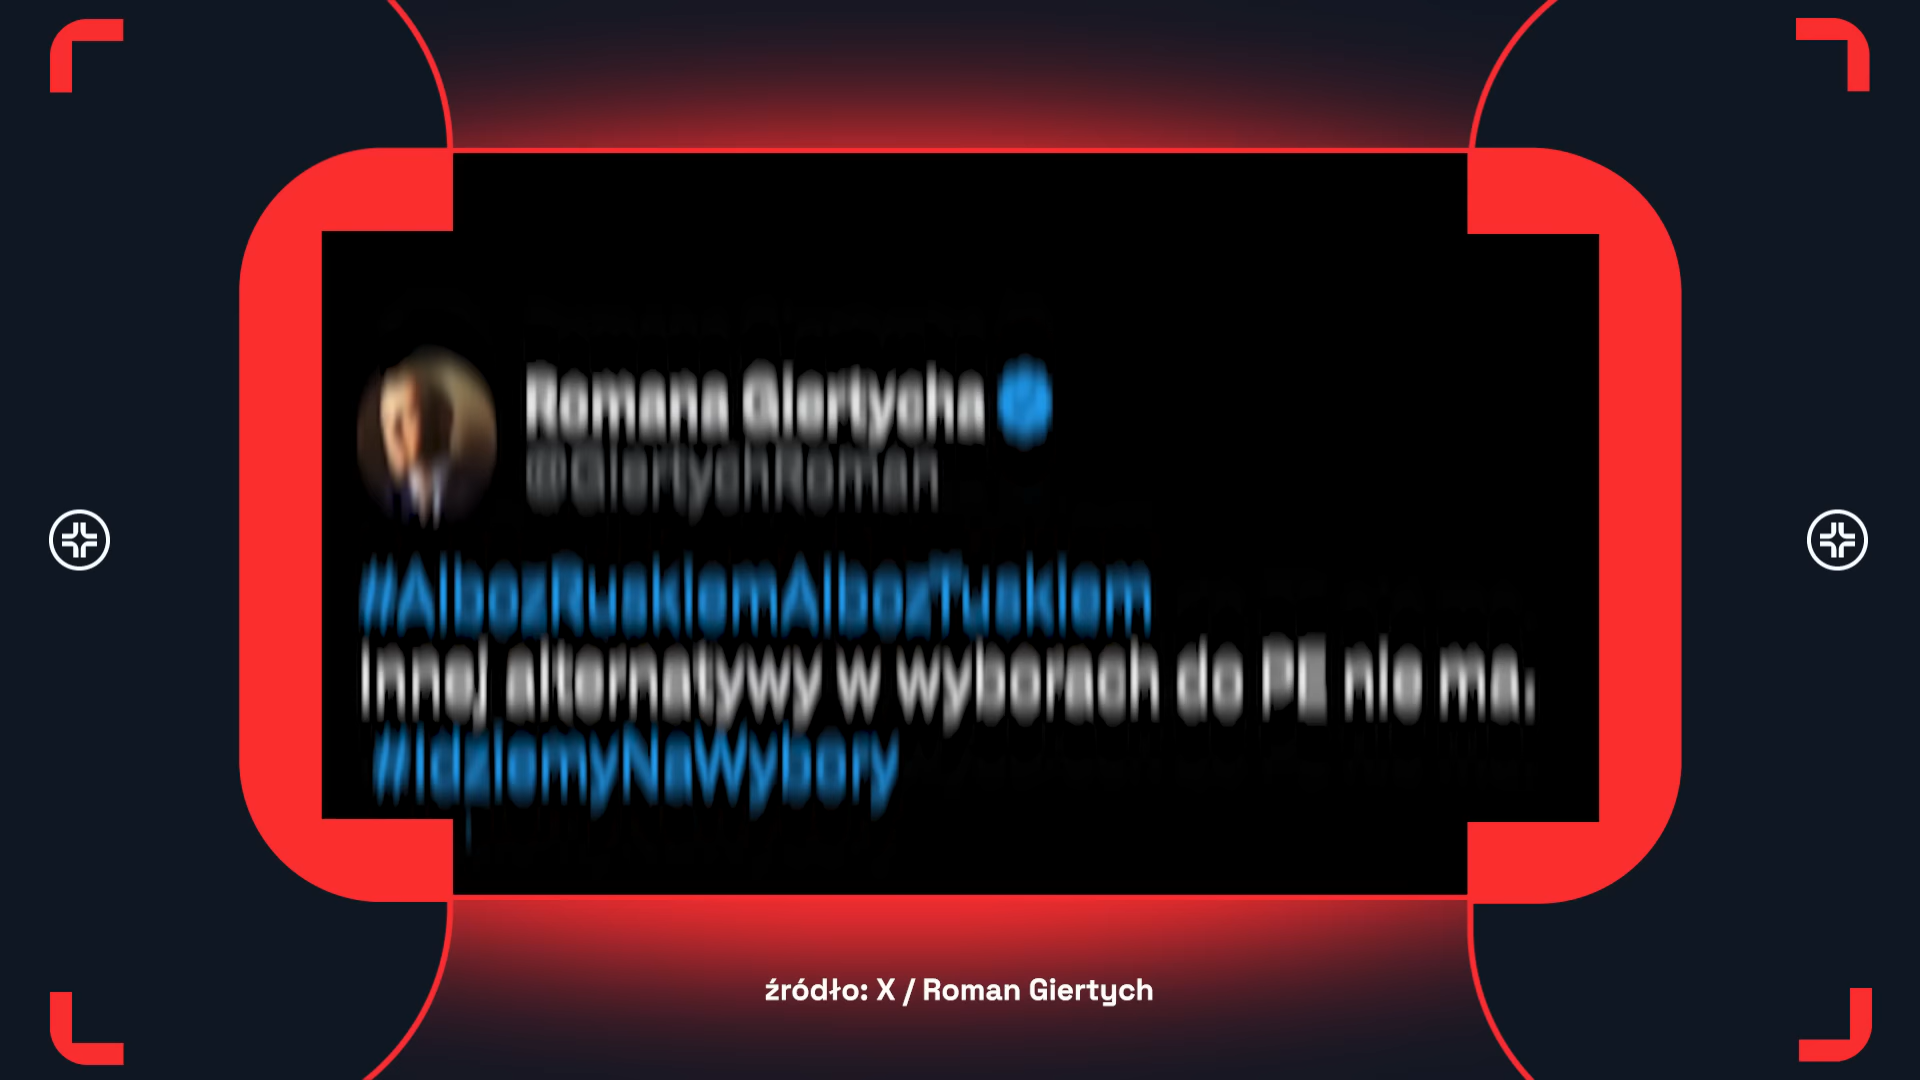 Romana Giertycha
@GiertychRoman
#AlbozRuskiemAlbozTuskiem
Innej alternatywy w wyborach do PE nie ma.
#IdziemyNaWybory
źródło: X / Roman Giertych